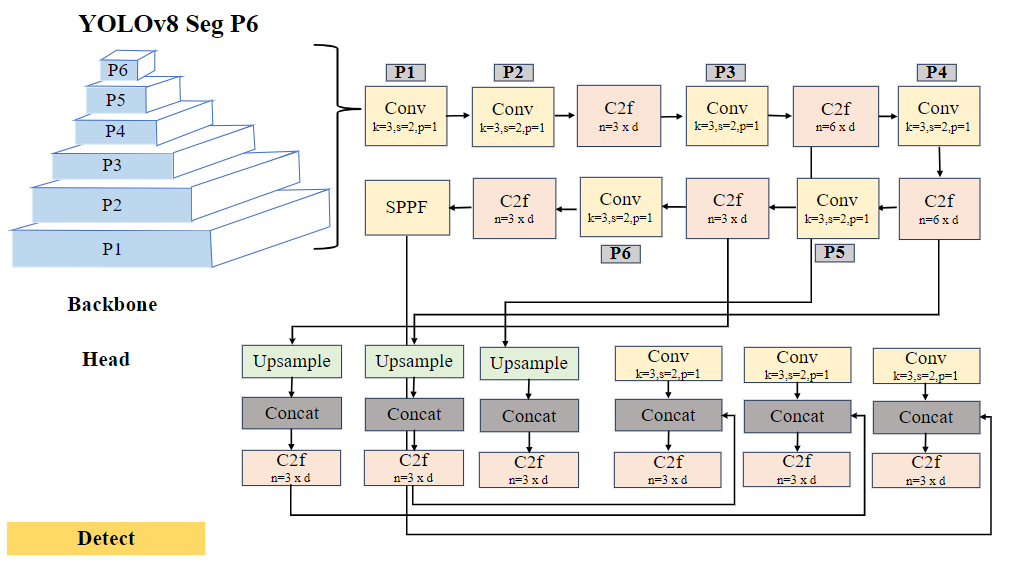 YOLOv8 Seg P6
P6
P5
P4
P3
P2
P1
Backbone
Head
Detect
P1
P2
P3
P4
Conv
k=3,s=2,p=1
Conv
k=3,s=2,p=1
C2f
n=3 x d
Conv
k=3,s=2,p=1
C2f
n=6 x d
Conv
k=3,s=2,p=1
SPPF
C2f
n=3 x d
Conv
k=3,s=2,p=1
C2f
n=3 x d
Conv
k=3,s=2,p=1
C2f
n=6 x d
P6
P5
Upsample
Upsample
Upsample
Conv
k=3,s=2,p=1
Conv
k=3,s=2,p=1
Conv
k=3,s=2,p=1
Concat
Concat
Concat
Concat
Concat
Concat
C2f
n=3 x d
C2f
n=3 x d
C2f
n=3 x d
C2f
n=3 x d
C2f
n=3 x d
C2f
n=3 x d